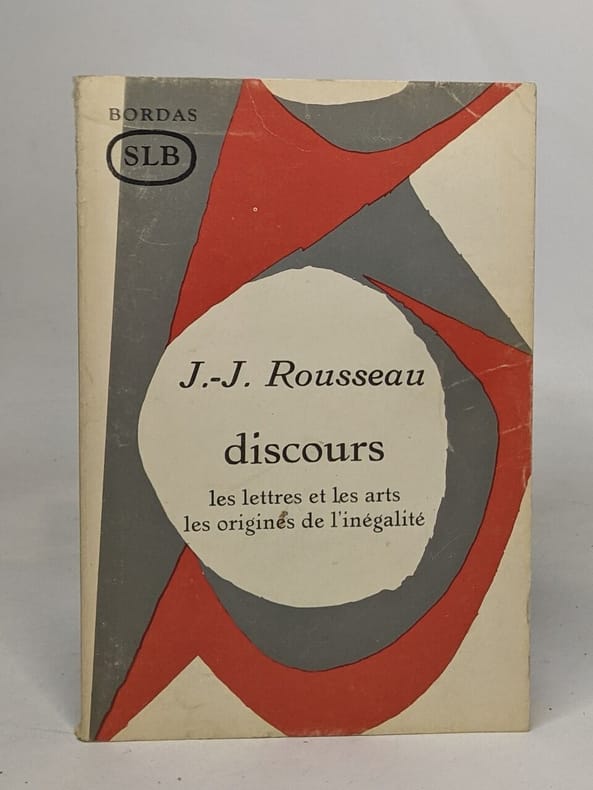 BORDAS
SLB
J.-J. Rousseau
discours
les lettres et les arts
les origines de l'inégalité